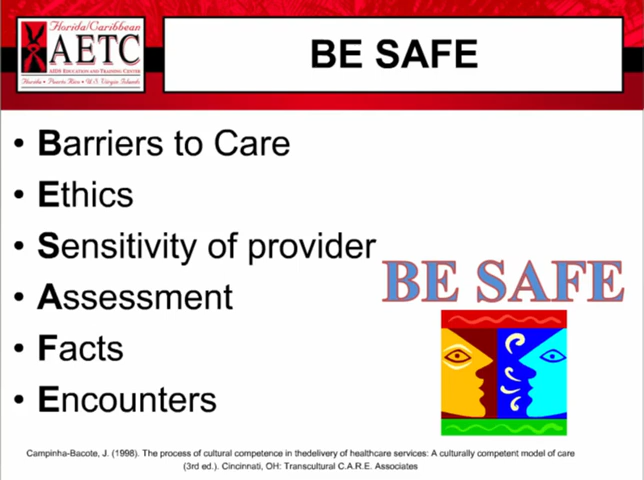 Florida/Caribbean
AETC
AIDS EDUCATION AND TRAINING CENTER
Florida • Puerto Rico • U.S. Virgin Islands
BE SAFE
• Barriers to Care
• Ethics
• Sensitivity of provider
• Assessment
• Facts
• Encounters
BE SAFE
Campinha-Bacote, J. (1998). The process of cultural competence in thedelivery of healthcare services: A culturally competent model of care
(3rd ed.). Cincinnati, OH: Transcultural C.A.R.E. Associates